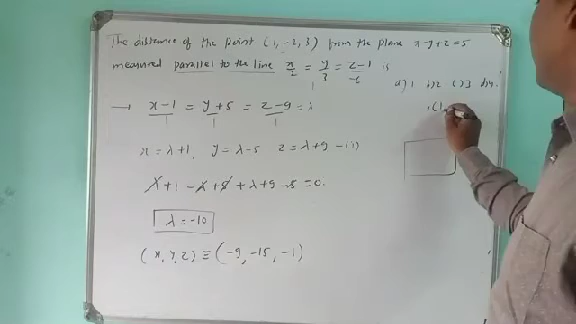 The distance of the point (1, -2, 3) from the plane x-y+z=5
measured parallel to the line x/2 = y/3 = z-1/-6 is
a) 1 b) 2 c) 3 d) 4.
→ x-1/1 = y+5/1 = z-9/1 = λ
x = λ+1, y = λ-5 z = λ+9 -(i)
λ+1 - λ+5 + λ+9 -5 = 0.
λ = -10
(x, y, z) ≡ (-9, -15, -1)